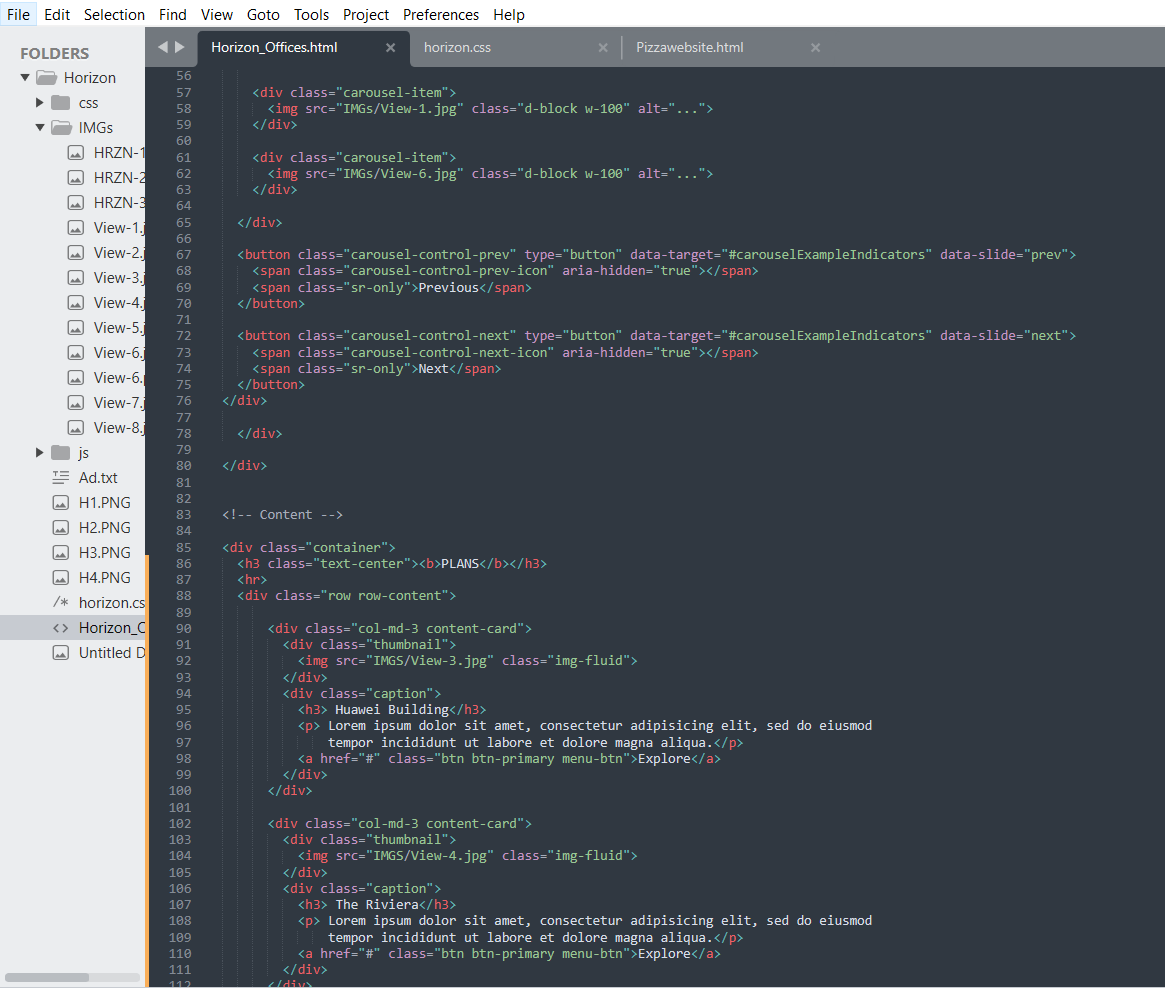 File Edit Selection Find View Goto Tools Project Preferences Help
FOLDERS
Horizon
css
IMGs
HRZN-1
HRZN-2
HRZN-3
View-1.j
View-2.j
View-3.j
View-4.j
View-5.j
View-6.j
View-6.p
View-7.j
View-8.j
js
Ad.txt
H1.PNG
H2.PNG
H3.PNG
H4.PNG
/* horizon.cs
<> Horizon_O
Untitled D
Horizon_Offices.html × horizon.css × Pizzawebsite.html ×
56
57 <div class="carousel-item">
58 <img src="IMGs/View-1.jpg" class="d-block w-100" alt="...">
59 </div>
60
61 <div class="carousel-item">
62 <img src="IMGs/View-6.jpg" class="d-block w-100" alt="...">
63 </div>
64
65 </div>
66
67 <button class="carousel-control-prev" type="button" data-target="#carouselExampleIndicators" data-slide="prev">
68 <span class="carousel-control-prev-icon" aria-hidden="true"></span>
69 <span class="sr-only">Previous</span>
70 </button>
71
72 <button class="carousel-control-next" type="button" data-target="#carouselExampleIndicators" data-slide="next">
73 <span class="carousel-control-next-icon" aria-hidden="true"></span>
74 <span class="sr-only">Next</span>
75 </button>
76 </div>
77
78 </div>
79
80 </div>
81
82
83 <!-- Content -->
84
85 <div class="container">
86 <h3 class="text-center"><b>PLANS</b></h3>
87 <hr>
88 <div class="row row-content">
89
90 <div class="col-md-3 content-card">
91 <div class="thumbnail">
92 <img src="IMGS/View-3.jpg" class="img-fluid">
93 </div>
94 <div class="caption">
95 <h3> Huawei Building</h3>
96 <p> Lorem ipsum dolor sit amet, consectetur adipisicing elit, sed do eiusmod
97 tempor incididunt ut labore et dolore magna aliqua.</p>
98 <a href="#" class="btn btn-primary menu-btn">Explore</a>
99 </div>
100 </div>
101
102 <div class="col-md-3 content-card">
103 <div class="thumbnail">
104 <img src="IMGS/View-4.jpg" class="img-fluid">
105 </div>
106 <div class="caption">
107 <h3> The Riviera</h3>
108 <p> Lorem ipsum dolor sit amet, consectetur adipisicing elit, sed do eiusmod
109 tempor incididunt ut labore et dolore magna aliqua.</p>
110 <a href="#" class="btn btn-primary menu-btn">Explore</a>
111 </div>
112 </div>